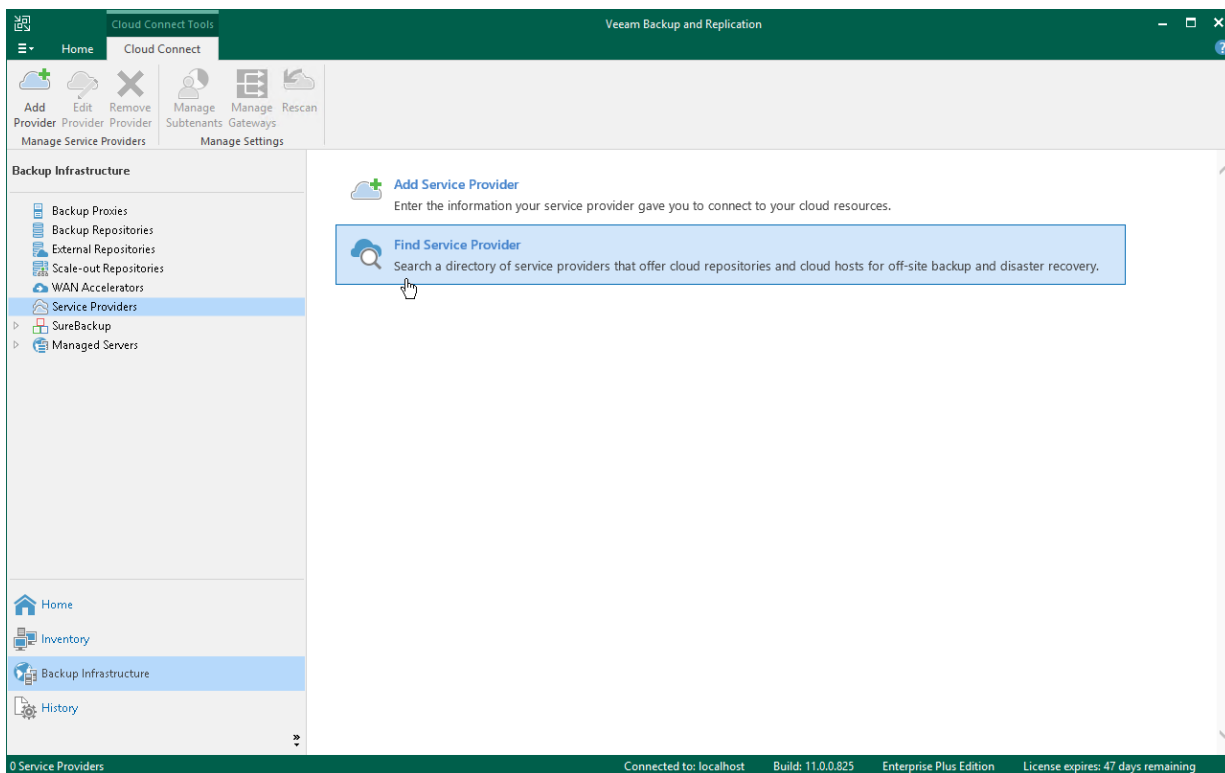 Cloud Connect Tools
Veeam Backup and Replication
Home
Cloud Connect
Add Provider
Edit Provider
Remove Provider
Manage Subtenants
Manage Gateways
Rescan
Manage Service Providers
Manage Settings
Backup Infrastructure
Backup Proxies
Backup Repositories
External Repositories
Scale-out Repositories
WAN Accelerators
Service Providers
SureBackup
Managed Servers
Add Service Provider
Enter the information your service provider gave you to connect to your cloud resources.
Find Service Provider
Search a directory of service providers that offer cloud repositories and cloud hosts for off-site backup and disaster recovery.
Home
Inventory
Backup Infrastructure
History
0 Service Providers
Connected to: localhost
Build: 11.0.0.825
Enterprise Plus Edition
License expires: 47 days remaining